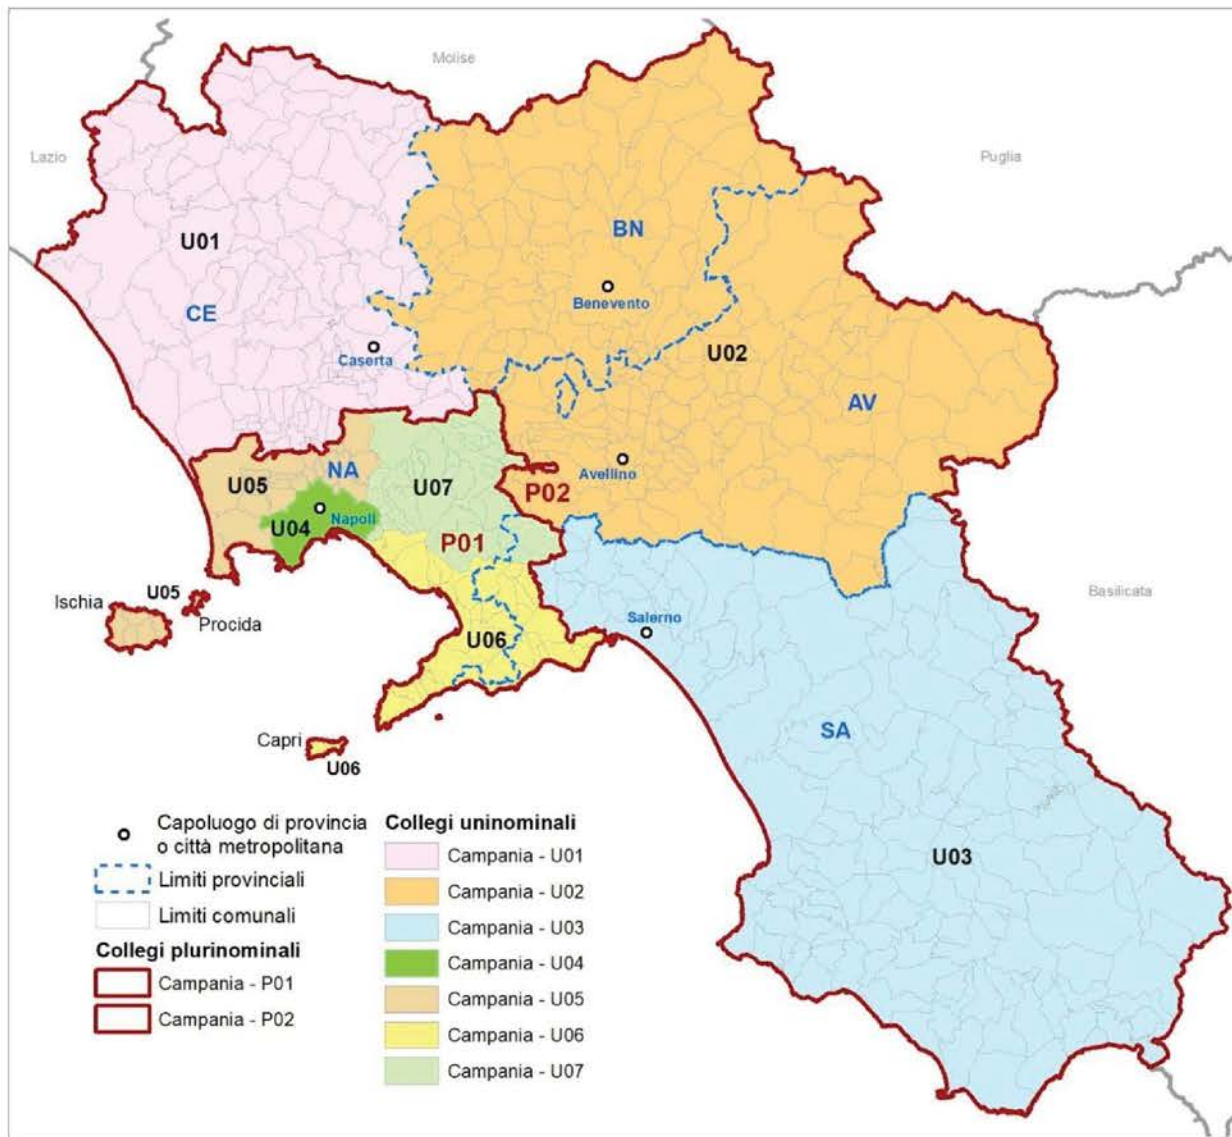 Molise
Lazio
Puglia
U01
BN
Benevento
CE
Caserta
U02
AV
NA
U05
U07
Avellino
P02
U04
Napoli
P01
Basilicata
Ischia
U05
Procida
Salerno
U06
SA
Capri
U06
U03
Capoluogo di provincia
o città metropolitana
Limiti provinciali
Limiti comunali
Collegi plurinominali
Campania - P01
Campania - P02
Collegi uninominali
Campania - U01
Campania - U02
Campania - U03
Campania - U04
Campania - U05
Campania - U06
Campania - U07